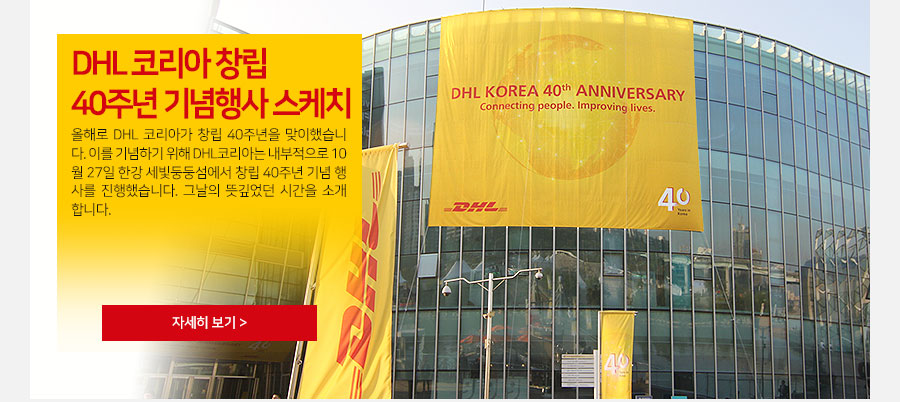 DHL 코리아 창립
40주년 기념행사 스케치
올해로 DHL 코리아가 창립 40주년을 맞이했습니
다. 이를 기념하기 위해 DHL코리아는 내부적으로 10
월 27일 한강 세빛둥둥섬에서 창립 40주년 기념 행
사를 진행했습니다. 그날의 뜻깊었던 시간을 소개
합니다.
자세히 보기 >
DHL KOREA 40th ANNIVERSARY
Connecting people. Improving lives.
DHL
40
Years in
Korea
DHL
40